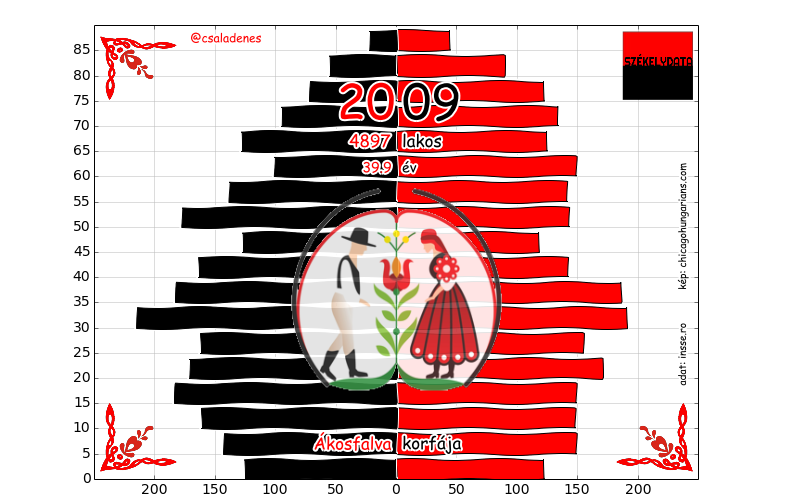 @csaladenes
SZÉKELYDATA
2009
4897 lakos
39.9 év
kép: chicagohungarians.com
adat: insse.ro
Ákosfalva korfája
85
80
75
70
65
60
55
50
45
40
35
30
25
20
15
10
5
0
200 150 100 50 0 50 100 150 200